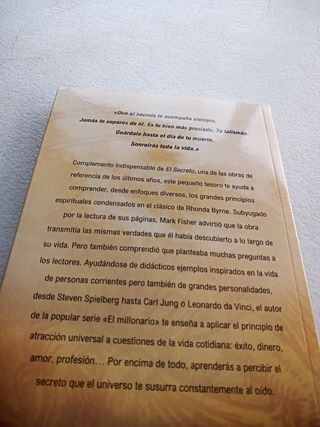 «Que el secreto te acompañe siempre.
Jamás te separes de él. Es tu bien más preciado. Tu talismán.
Guárdalo hasta el día de tu muerte.
Sonreirás toda la vida.»
Complemento indispensable de El Secreto, una de las obras de
referencia de los últimos años, este pequeño tesoro te ayuda a
comprender, desde enfoques diversos, los grandes principios
espirituales condensados en el clásico de Rhonda Byrne. Subyugado
por la lectura de sus páginas, Mark Fisher advirtió que la obra
transmitía las mismas verdades que él había descubierto a lo largo de
su vida. Pero también comprendió que planteaba muchas preguntas a
los lectores. Ayudándose de didácticos ejemplos inspirados en la vida
de personas corrientes pero también de grandes personalidades,
desde Steven Spielberg hasta Carl Jung o Leonardo da Vinci, el autor
de la popular serie «El millonario» te enseña a aplicar el principio de
atracción universal a cuestiones de la vida cotidiana: éxito, dinero,
amor, profesión... Por encima de todo, aprenderás a percibir el
secreto que el universo te susurra constantemente al oído.